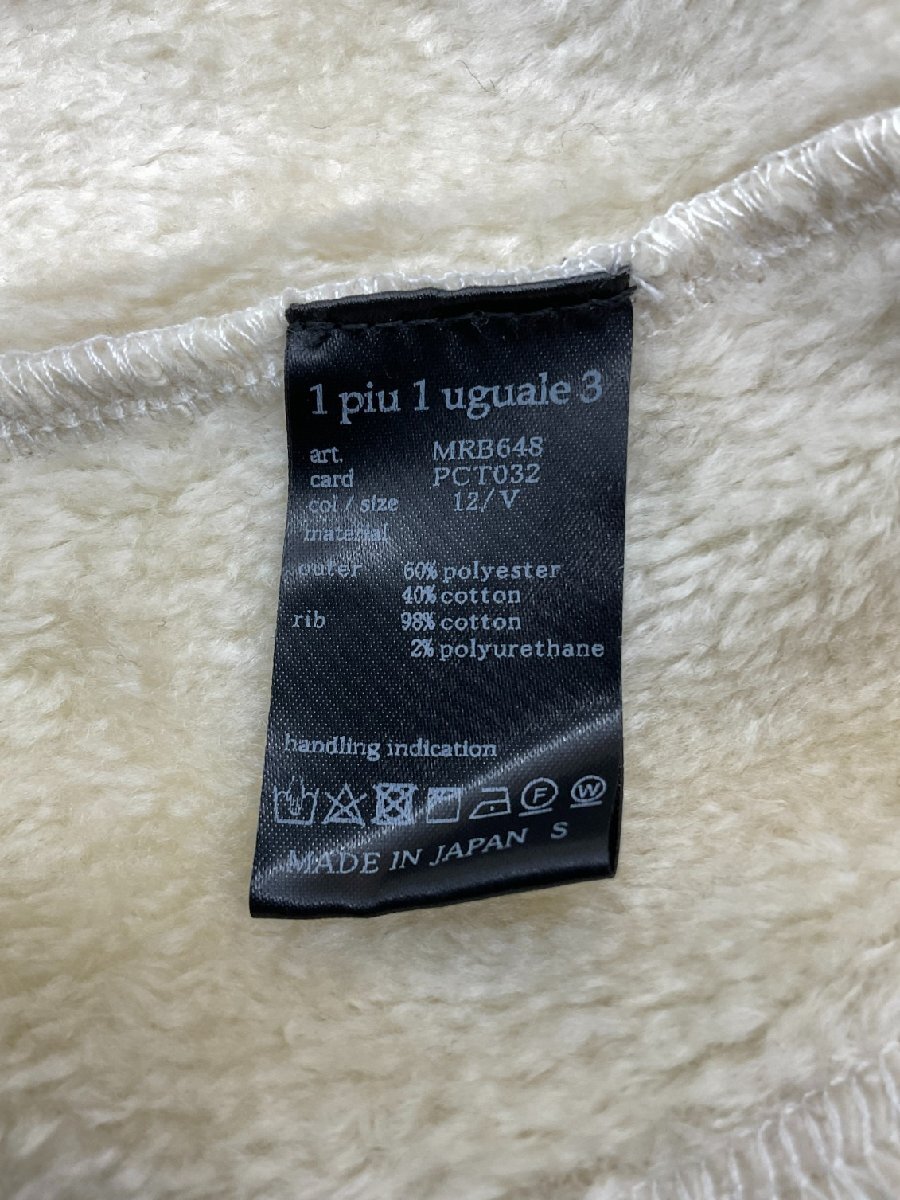 1 piu 1 uguale 3
art. MRB648
card PCT032
col / size 12/V
material
outer 60% polyester
40% cotton
rib 98% cotton
2% polyurethane
handling indication
F W
MADE IN JAPAN S